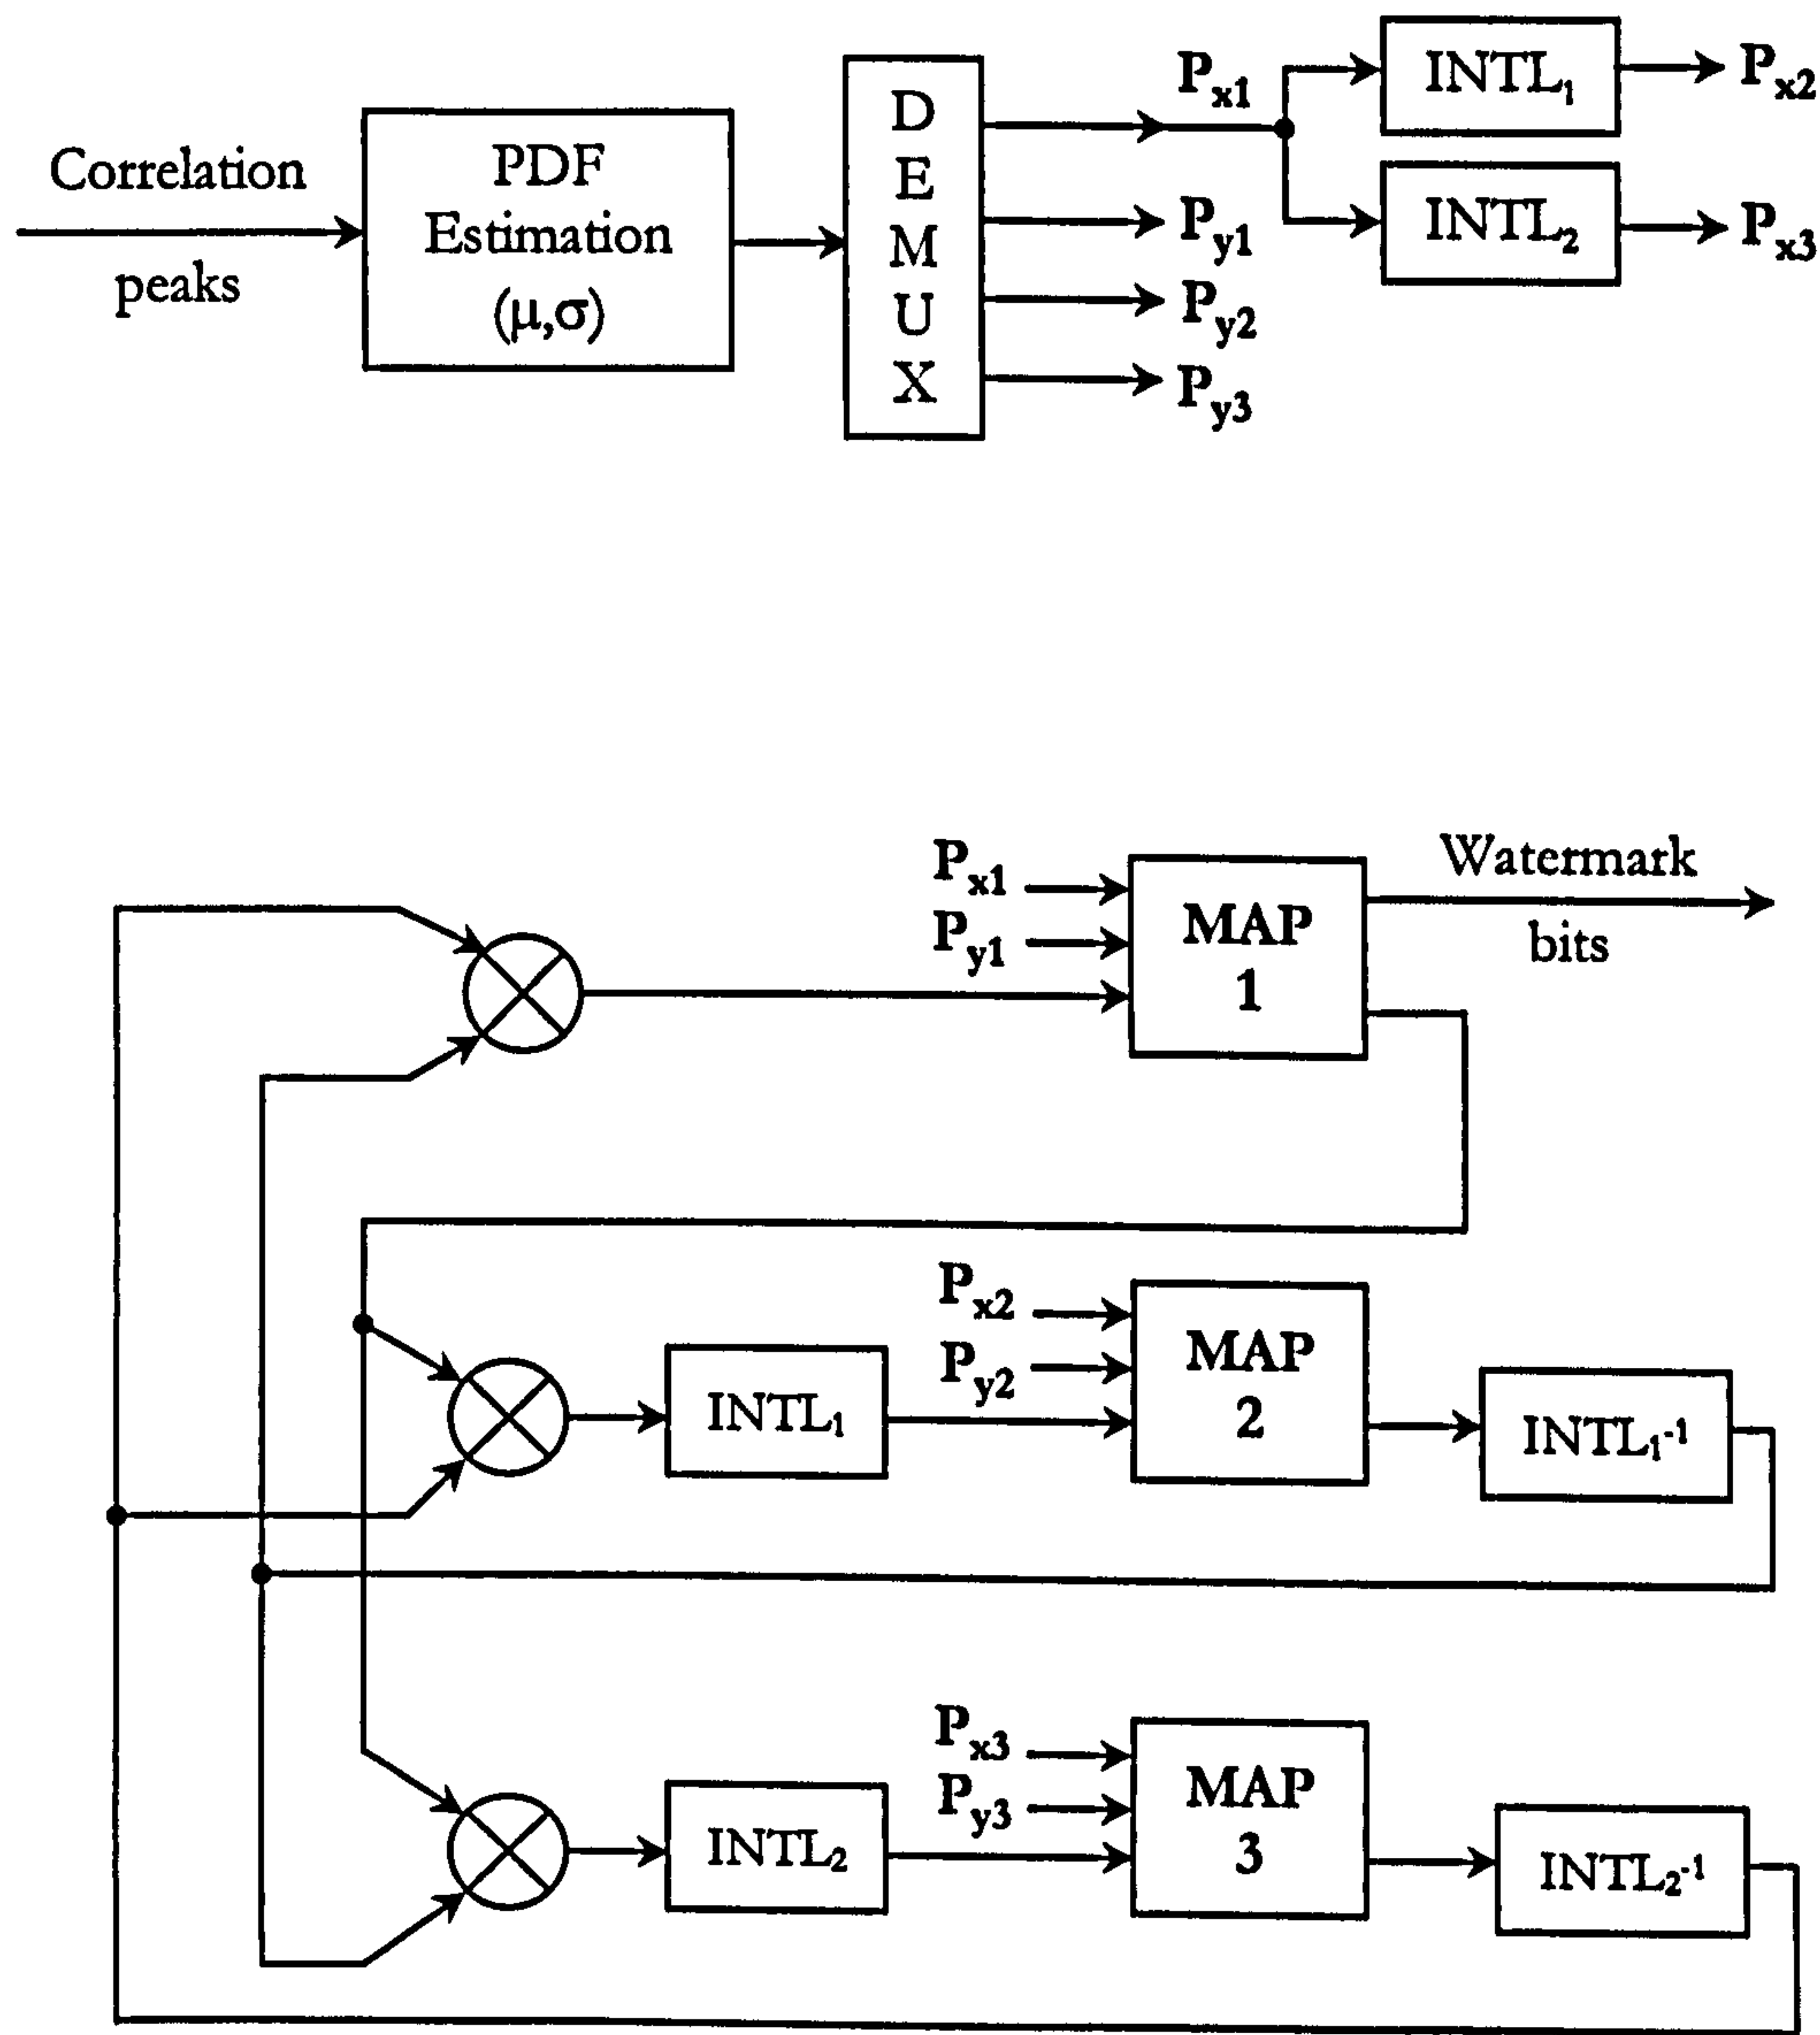 Correlation
peaks
PDF
Estimation
(μ,σ)
D
E
M
U
X
Px1
Py1
Py2
Py3
INTL1
INTL2
Px2
Px3
Px1
Py1
MAP
1
Watermark
bits
Px2
Py2
INTL1
MAP
2
INTL1-1
Px3
Py3
INTL2
MAP
3
INTL2-1